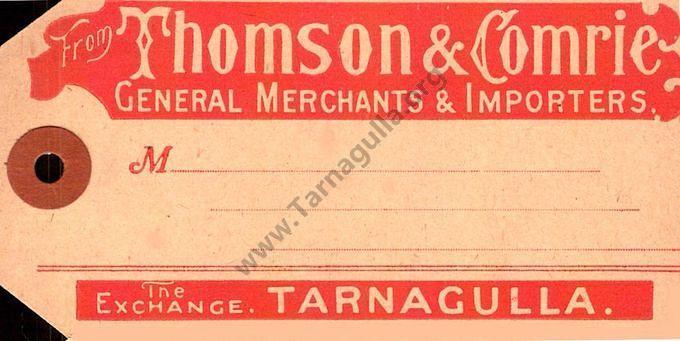 From Thomson & Comrie
GENERAL MERCHANTS & IMPORTERS.
M
The
EXCHANGE. TARNAGULLA.
www.Tarnagulla.org